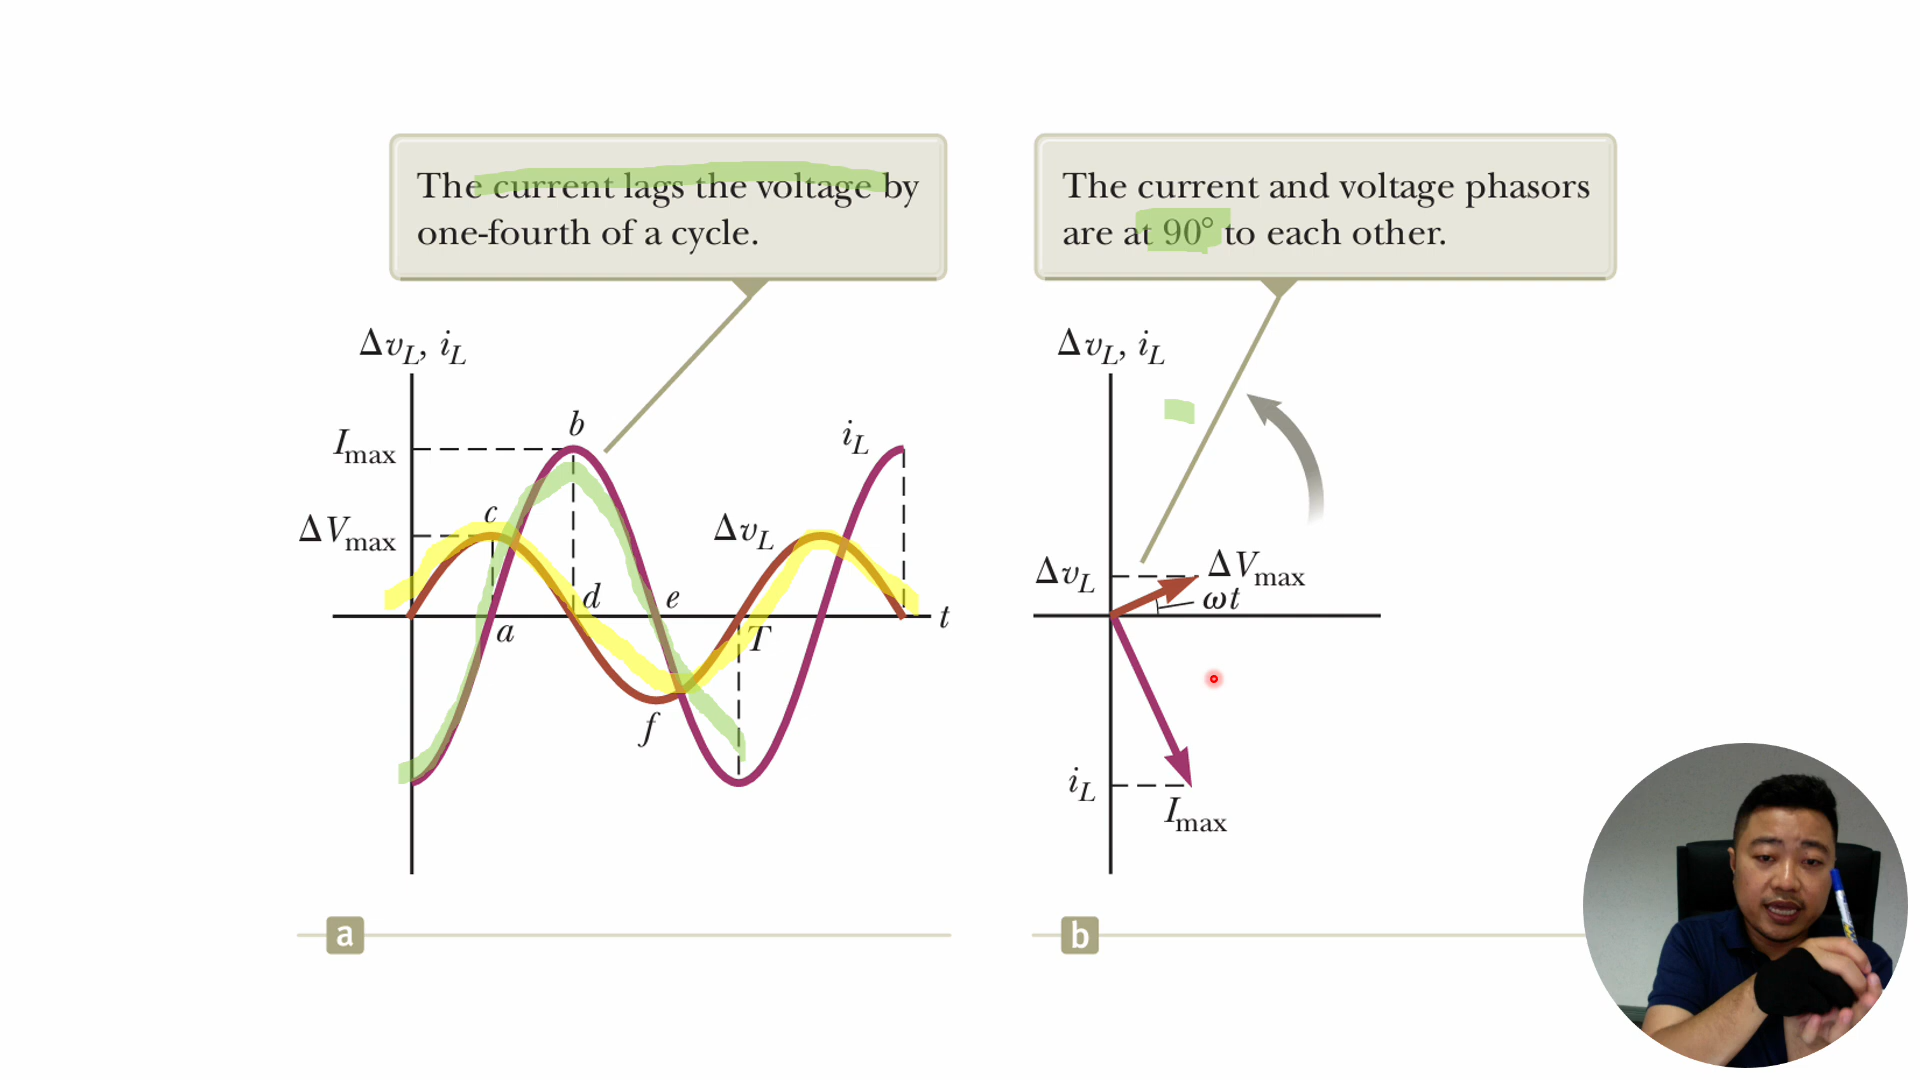 The current lags the voltage by
one-fourth of a cycle.
Δv_L, i_L
I_max
ΔV_max
b
c
d
e
a
f
T
Δv_L
i_L
t
a
The current and voltage phasors
are at 90° to each other.
Δv_L, i_L
Δv_L
ΔV_max
ωt
i_L
I_max
b